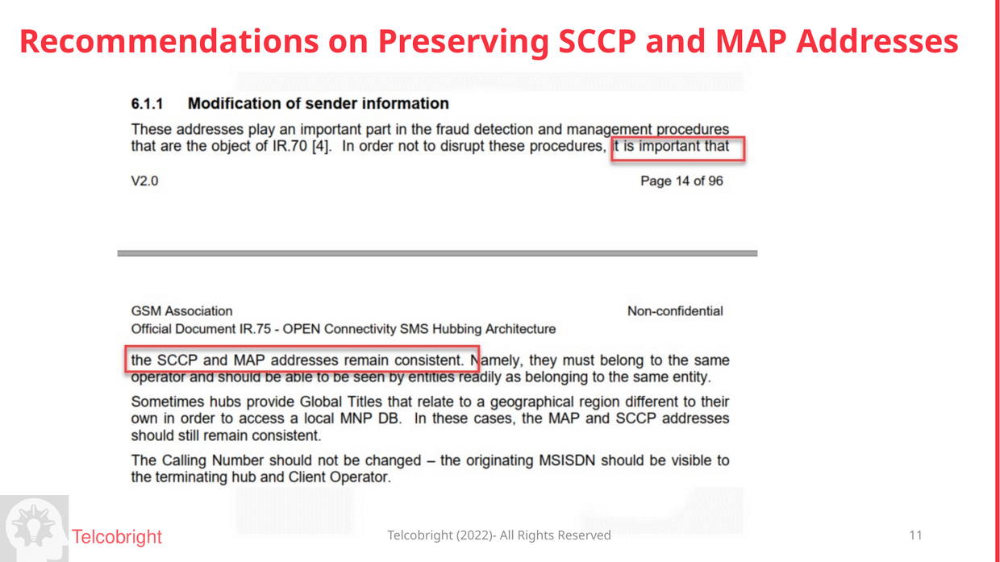 Recommendations on Preserving SCCP and MAP Addresses
6.1.1 Modification of sender information
These addresses play an important part in the fraud detection and management procedures
that are the object of IR.70 [4]. In order not to disrupt these procedures, it is important that
V2.0 Page 14 of 96
GSM Association Non-confidential
Official Document IR.75 - OPEN Connectivity SMS Hubbing Architecture
the SCCP and MAP addresses remain consistent. Namely, they must belong to the same
operator and should be able to be seen by entities readily as belonging to the same entity.
Sometimes hubs provide Global Titles that relate to a geographical region different to their
own in order to access a local MNP DB. In these cases, the MAP and SCCP addresses
should still remain consistent.
The Calling Number should not be changed – the originating MSISDN should be visible to
the terminating hub and Client Operator.
Telcobright Telcobright (2022)- All Rights Reserved 11